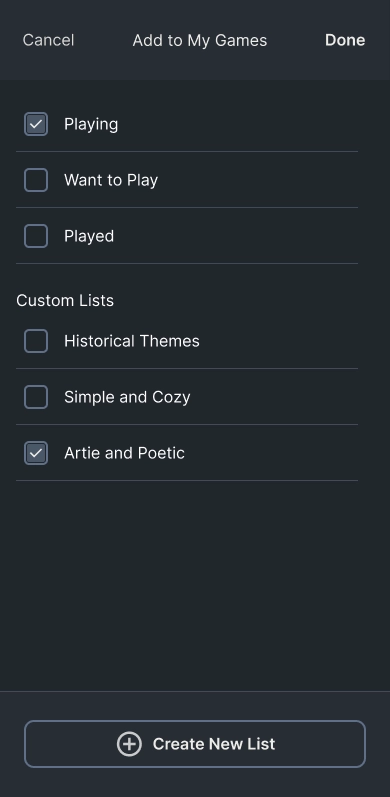 Cancel Add to My Games Done
Playing
Want to Play
Played
Custom Lists
Historical Themes
Simple and Cozy
Artie and Poetic
Create New List